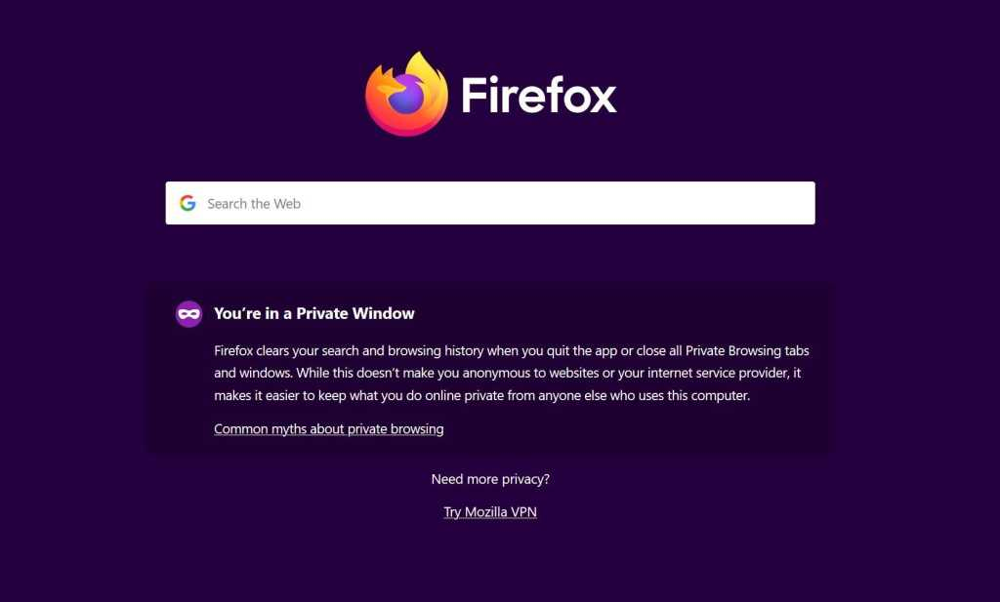 Firefox
Search the Web
You’re in a Private Window
Firefox clears your search and browsing history when you quit the app or close all Private Browsing tabs
and windows. While this doesn’t make you anonymous to websites or your internet service provider, it
makes it easier to keep what you do online private from anyone else who uses this computer.
Common myths about private browsing
Need more privacy?
Try Mozilla VPN